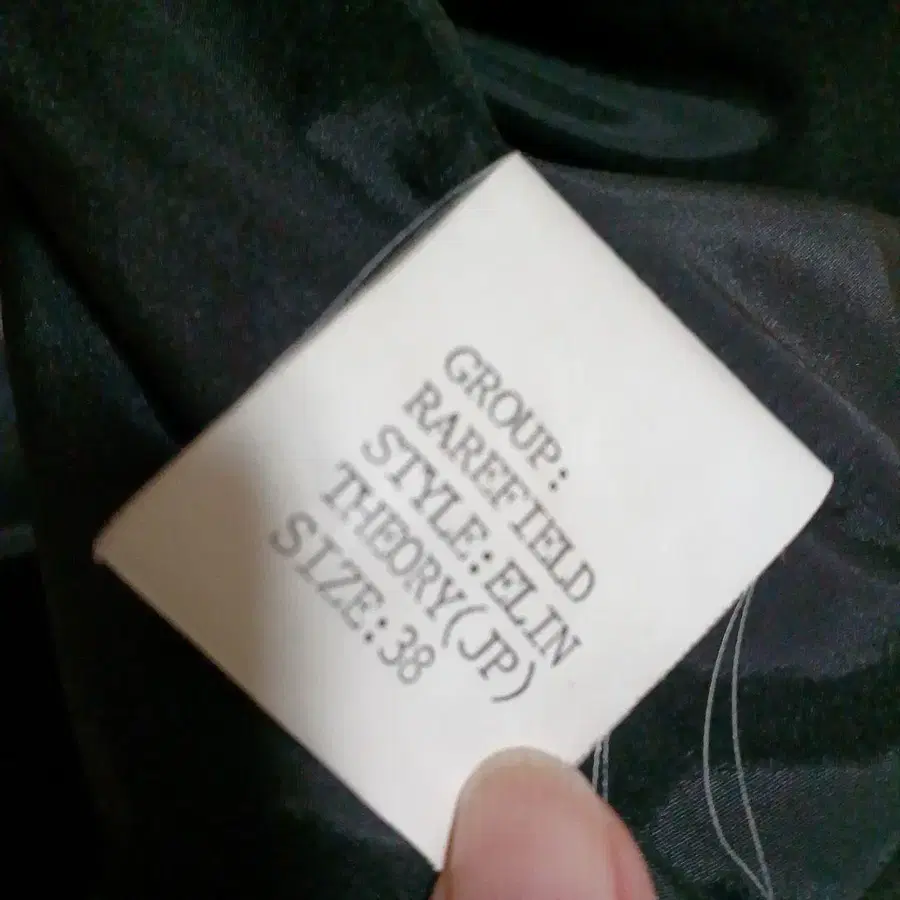 GROUP:
RAREFIELD
STYLE:ELIN
THEORY(JP)
SIZE:38